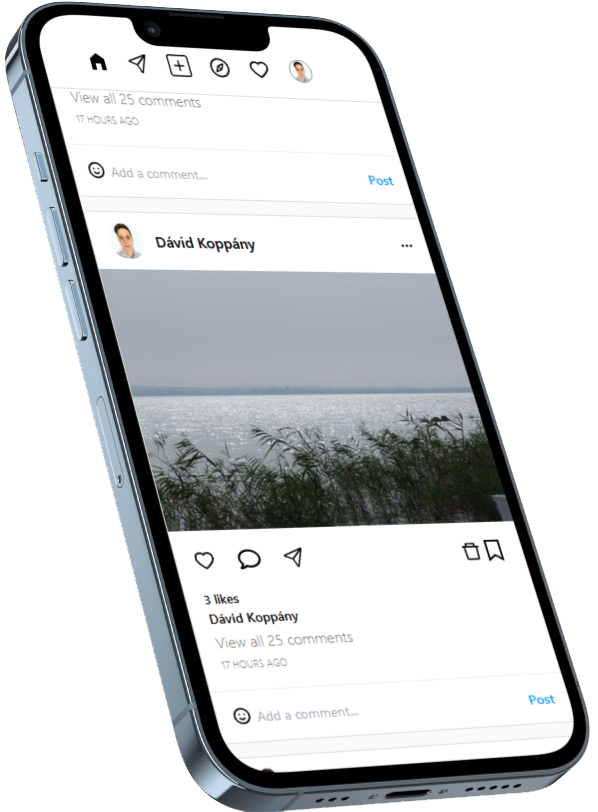 View all 25 comments
17 HOURS AGO
Add a comment...
Post
Dávid Koppány
3 likes
Dávid Koppány
View all 25 comments
17 HOURS AGO
Add a comment...
Post